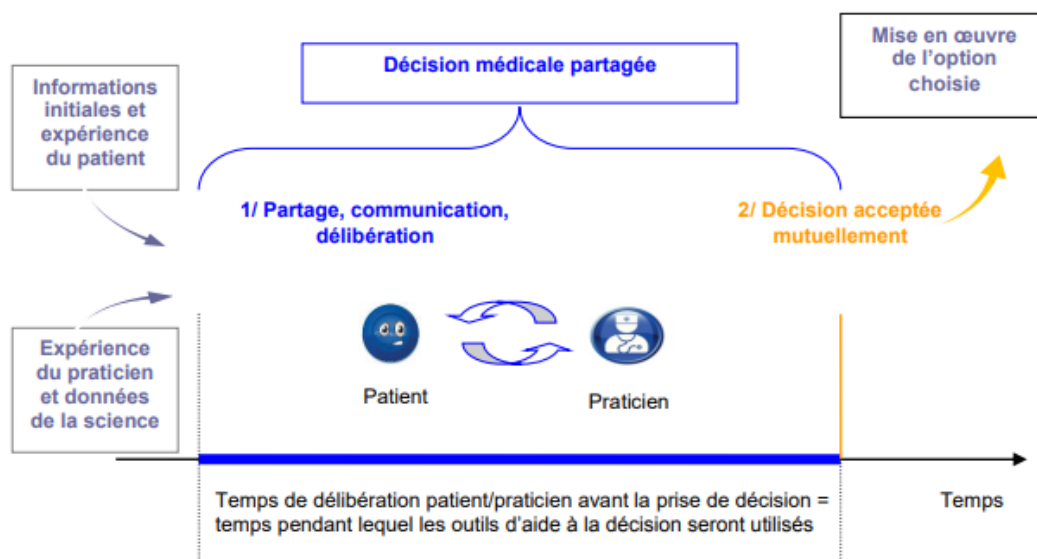 Décision médicale partagée
Mise en œuvre
de l’option
choisie
Informations
initiales et
expérience
du patient
1/ Partage, communication,
délibération
2/ Décision acceptée
mutuellement
Expérience
du praticien
et données
de la science
Patient
Praticien
Temps de délibération patient/praticien avant la prise de décision =
temps pendant lequel les outils d’aide à la décision seront utilisés
Temps